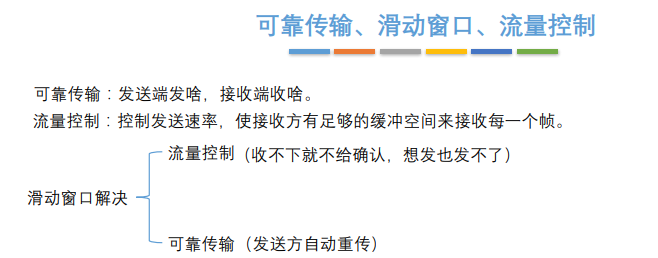 可靠传输、滑动窗口、流量控制
可靠传输：发送端发啥，接收端收啥。
流量控制：控制发送速率，使接收方有足够的缓冲空间来接收每一个帧。
流量控制（收不下就不给确认，想发也发不了）
滑动窗口解决
可靠传输（发送方自动重传）